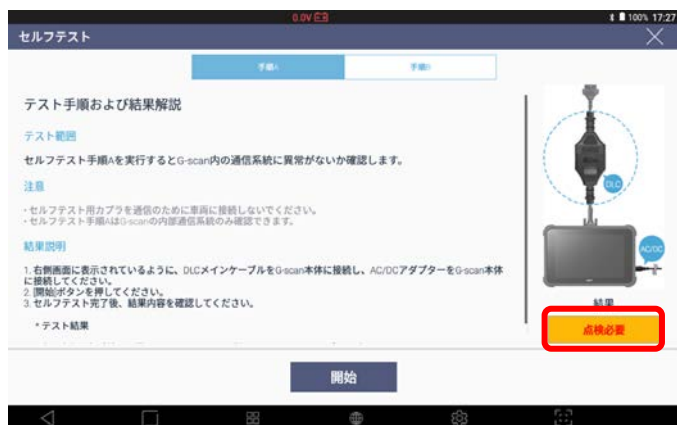 0.0V
100% 17:27
セルフテスト
手順A
手順B
テスト手順および結果解説
テスト範囲
セルフテスト手順Aを実行するとG-scan内の通信系統に異常がないか確認します。
注意
・セルフテスト用カプラを通信のために車両に接続しないでください。
・セルフテスト手順AはG-scanの内部通信系統のみ確認できます。
結果説明
1. 右側画面に表示されているように、DLCメインケーブルをG-scan本体に接続し、AC/DCアダプターをG-scan本体
に接続してください。
2. [開始]ボタンを押してください。
3. セルフテスト完了後、結果内容を確認してください。
* テスト結果
DLC
AC/DC
結果
点検必要
開始